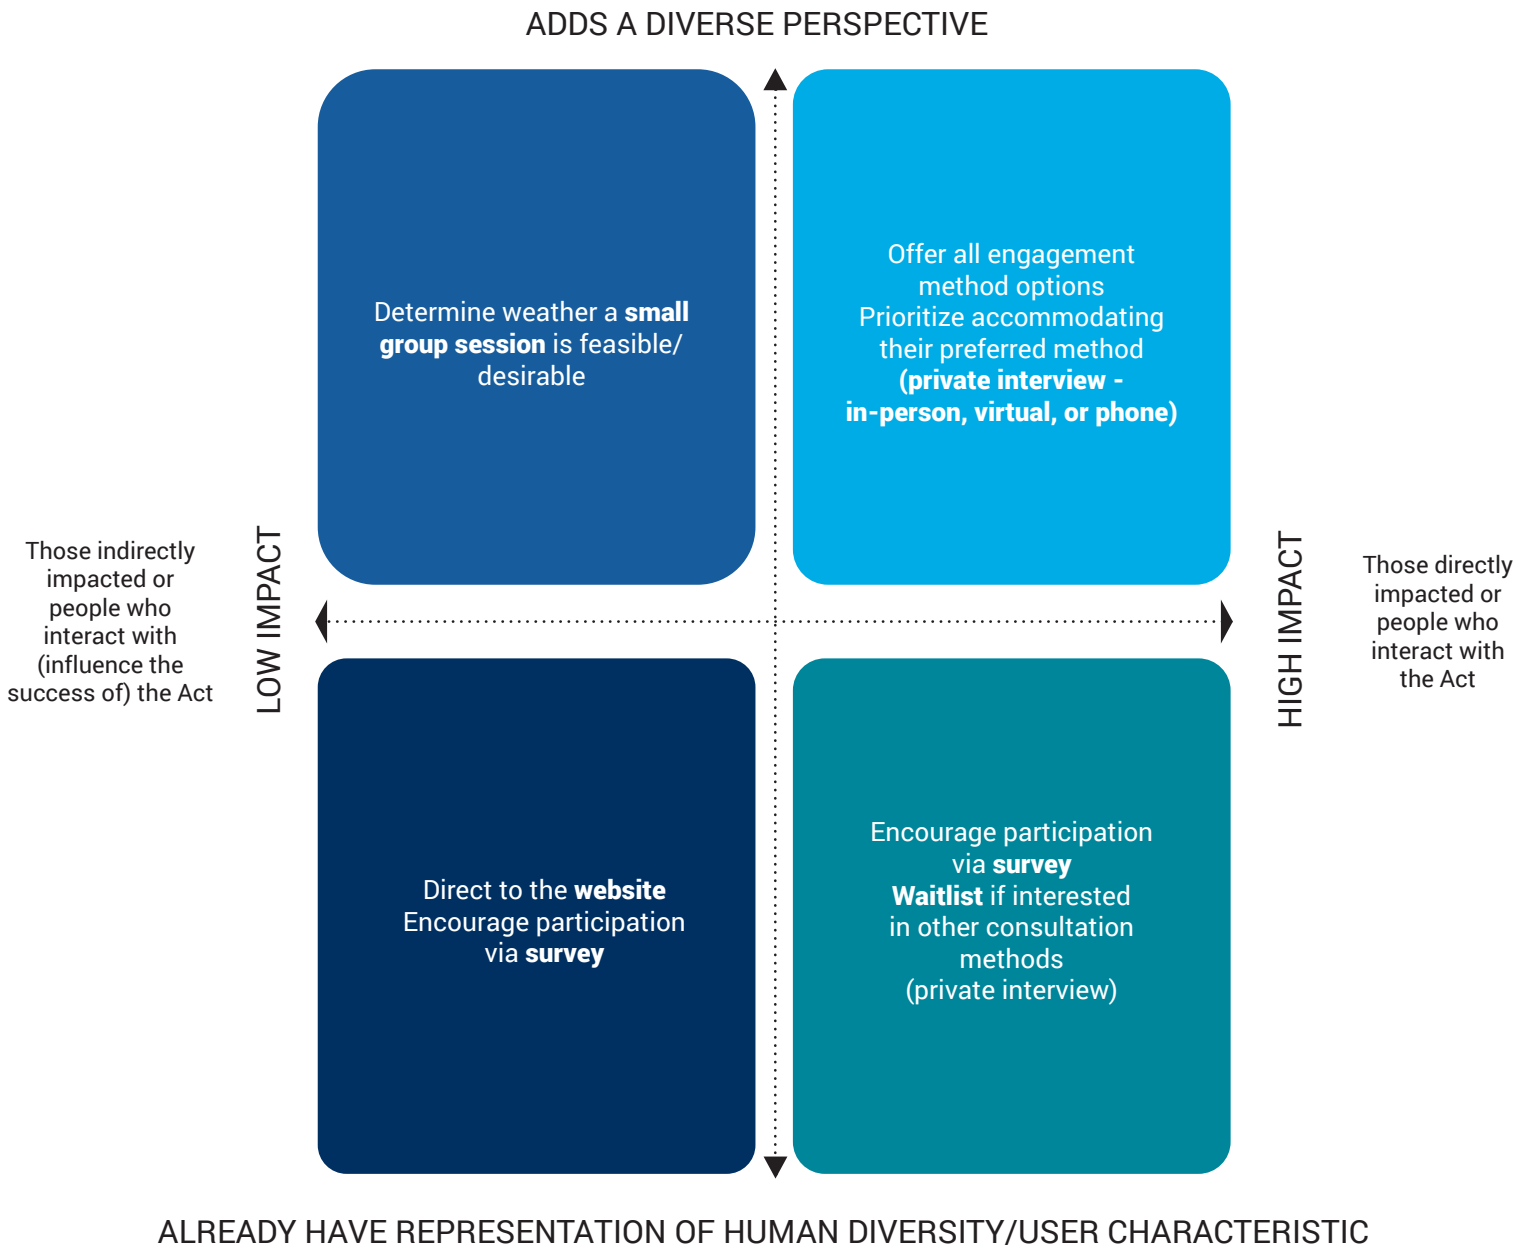 ADDS A DIVERSE PERSPECTIVE
Determine weather a small
group session is feasible/
desirable
Offer all engagement
method options
Prioritize accommodating
their preferred method
(private interview -
in-person, virtual, or phone)
Those indirectly
impacted or
people who
interact with
(influence the
success of) the Act
LOW IMPACT
HIGH IMPACT
Those directly
impacted or
people who
interact with
the Act
Direct to the website
Encourage participation
via survey
Encourage participation
via survey
Waitlist if interested
in other consultation
methods
(private interview)
ALREADY HAVE REPRESENTATION OF HUMAN DIVERSITY/USER CHARACTERISTIC